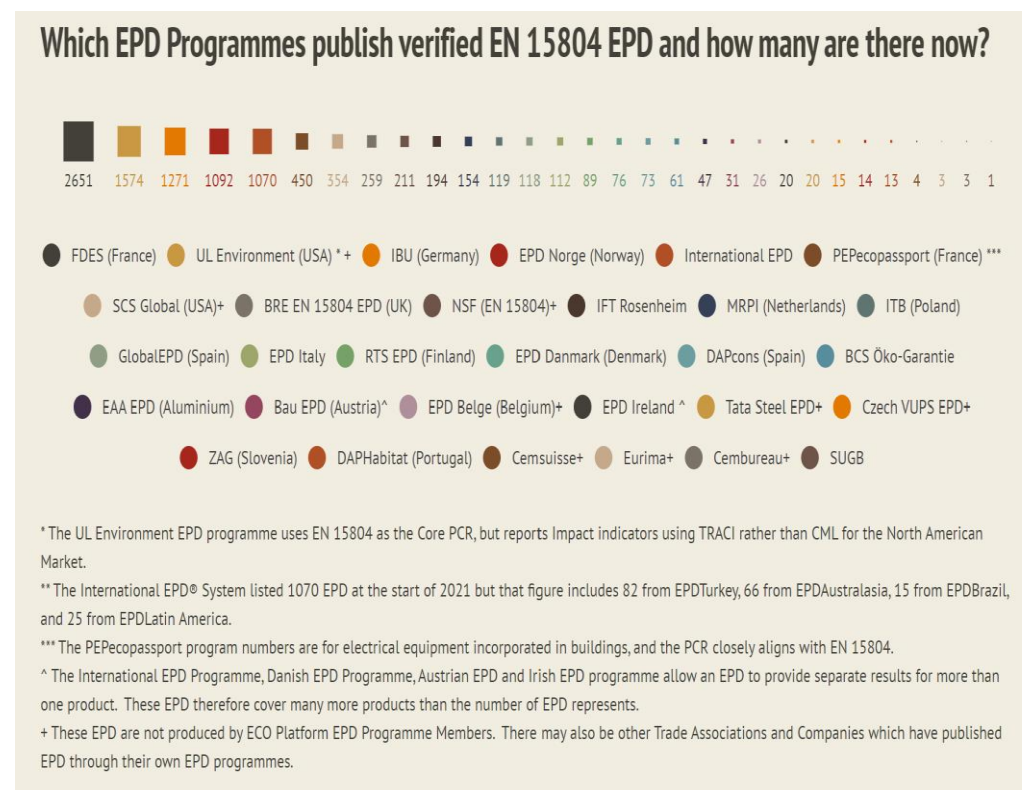 Which EPD Programmes publish verified EN 15804 EPD and how many are there now?
2651 1574 1271 1092 1070 450 354 259 211 194 154 119 118 112 89 76 73 61 47 31 26 20 20 15 14 13 4 3 3 1
FDES (France) UL Environment (USA) * + IBU (Germany) EPD Norge (Norway) International EPD PEPecopassport (France) ***
SCS Global (USA)+ BRE EN 15804 EPD (UK) NSF (EN 15804)+ IFT Rosenheim MRPI (Netherlands) ITB (Poland)
GlobalEPD (Spain) EPD Italy RTS EPD (Finland) EPD Danmark (Denmark) DAPcons (Spain) BCS Öko-Garantie
EAA EPD (Aluminium) Bau EPD (Austria)^ EPD Belge (Belgium)+ EPD Ireland ^ Tata Steel EPD+ Czech VUPS EPD+
ZAG (Slovenia) DAPHabitat (Portugal) Cemsuisse+ Eurima+ Cembureau+ SUGB
* The UL Environment EPD programme uses EN 15804 as the Core PCR, but reports Impact indicators using TRACI rather than CML for the North American
Market.
** The International EPD® System listed 1070 EPD at the start of 2021 but that figure includes 82 from EPDTurkey, 66 from EPDAustralasia, 15 from EPDBrazil,
and 25 from EPDLatin America.
*** The PEPecopassport program numbers are for electrical equipment incorporated in buildings, and the PCR closely aligns with EN 15804.
^ The International EPD Programme, Danish EPD Programme, Austrian EPD and Irish EPD programme allow an EPD to provide separate results for more than
one product. These EPD therefore cover many more products than the number of EPD represents.
+ These EPD are not produced by ECO Platform EPD Programme Members. There may also be other Trade Associations and Companies which have published
EPD through their own EPD programmes.